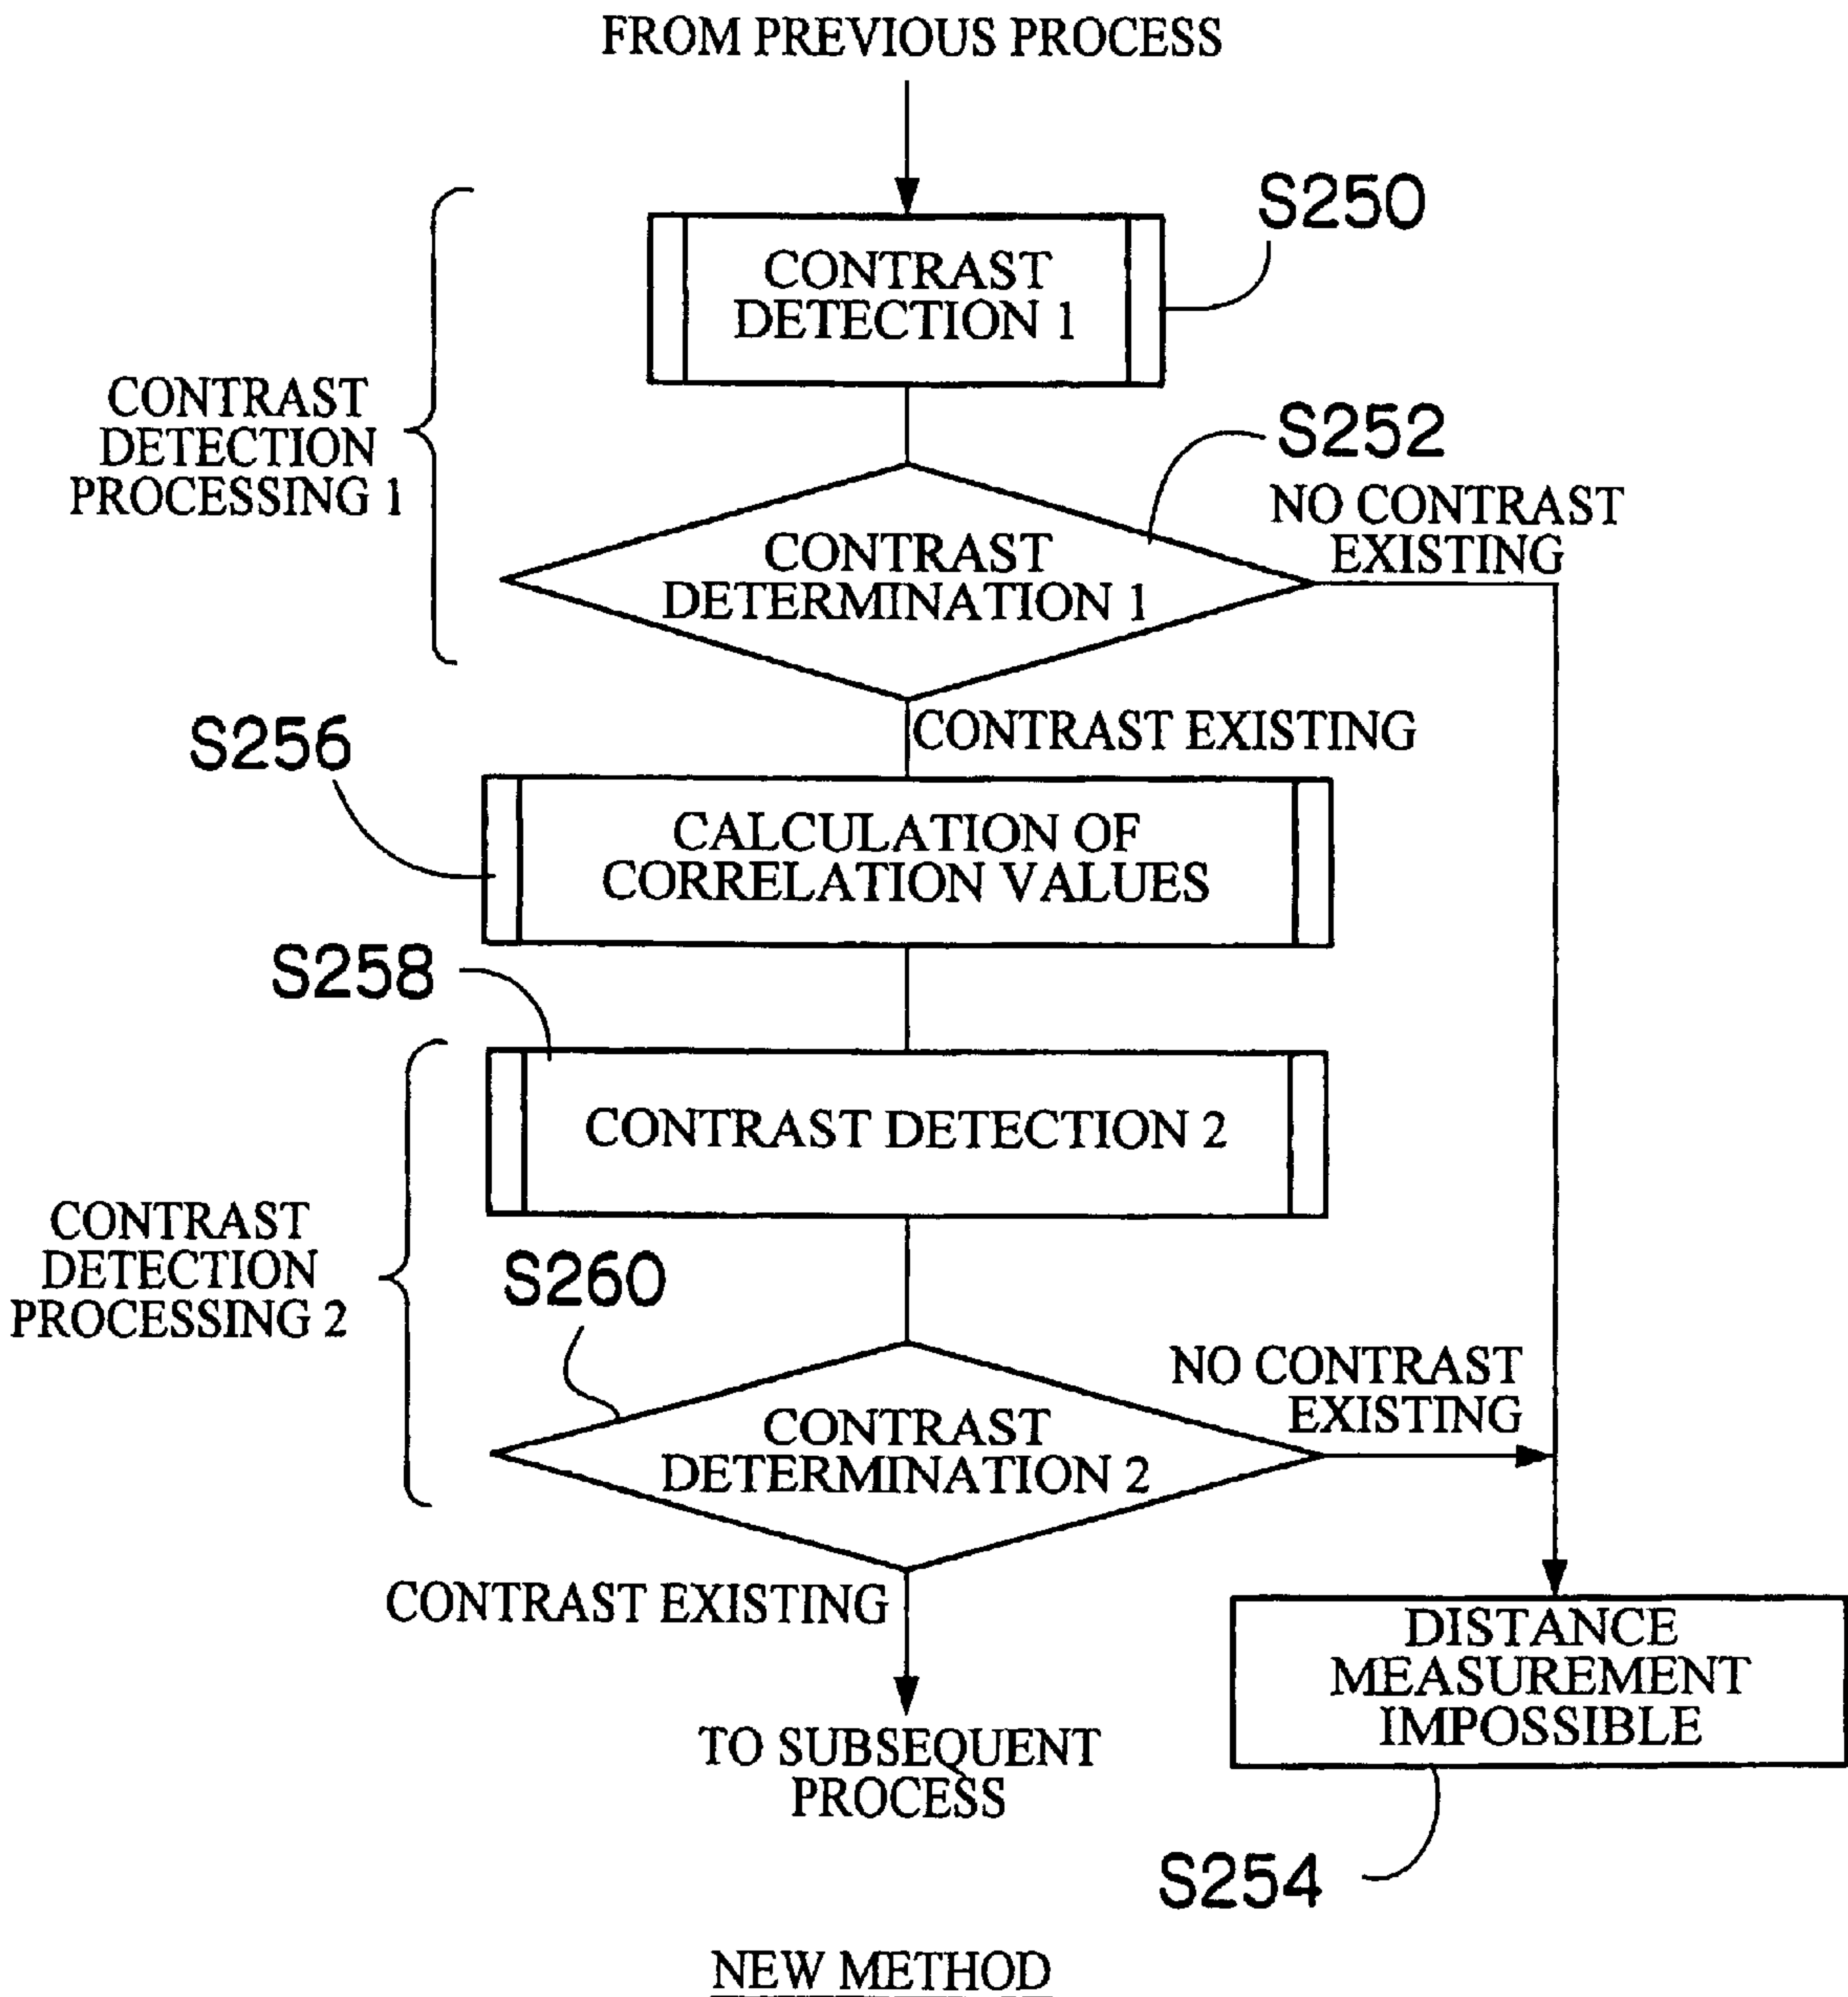 FROM PREVIOUS PROCESS
S250
CONTRAST
DETECTION 1
CONTRAST
DETECTION
PROCESSING 1
S252
NO CONTRAST
EXISTING
CONTRAST
DETERMINATION 1
CONTRAST EXISTING
S256
CALCULATION OF
CORRELATION VALUES
S258
CONTRAST DETECTION 2
CONTRAST
DETECTION
PROCESSING 2
S260
NO CONTRAST
EXISTING
CONTRAST
DETERMINATION 2
CONTRAST EXISTING
DISTANCE
MEASUREMENT
IMPOSSIBLE
TO SUBSEQUENT
PROCESS
S254
NEW METHOD